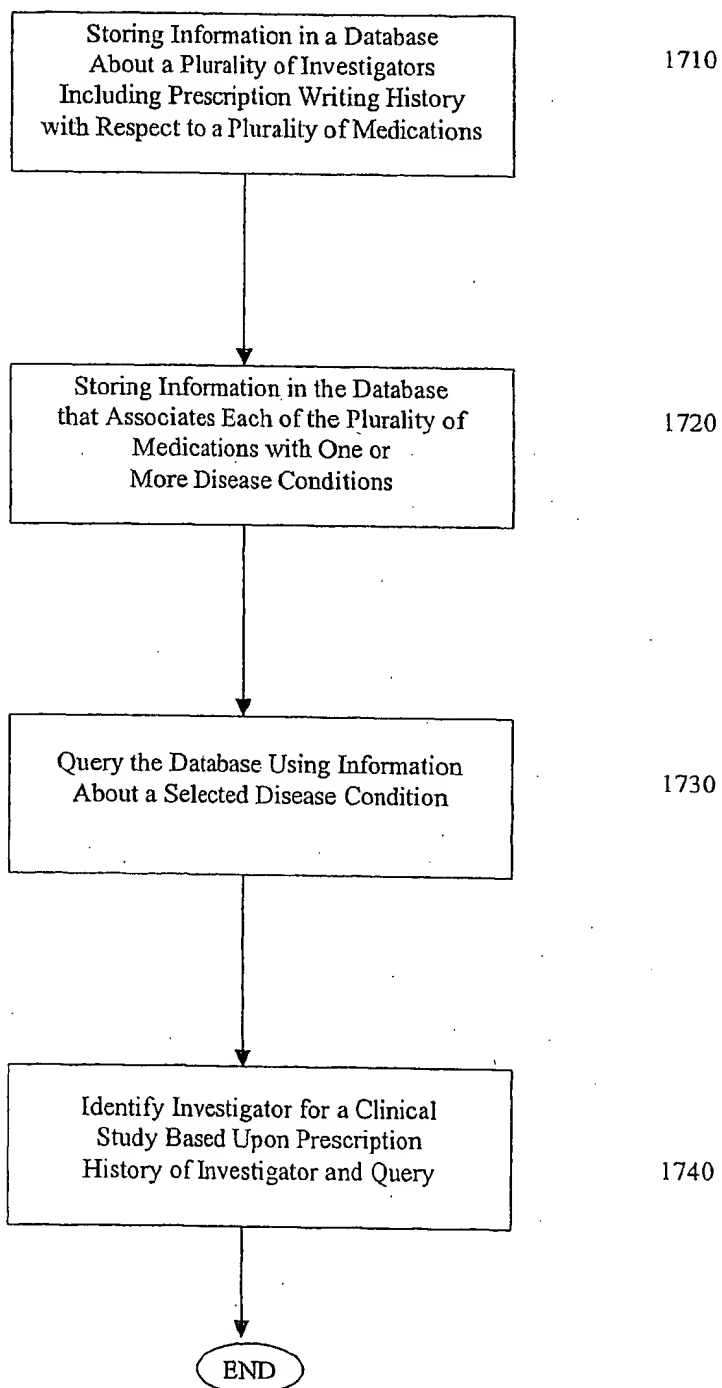 Storing Information in a Database
About a Plurality of Investigators
Including Prescription Writing History
with Respect to a Plurality of Medications
1710
Storing Information in the Database
that Associates Each of the Plurality of
Medications with One or
More Disease Conditions
1720
Query the Database Using Information
About a Selected Disease Condition
1730
Identify Investigator for a Clinical
Study Based Upon Prescription
History of Investigator and Query
1740
END